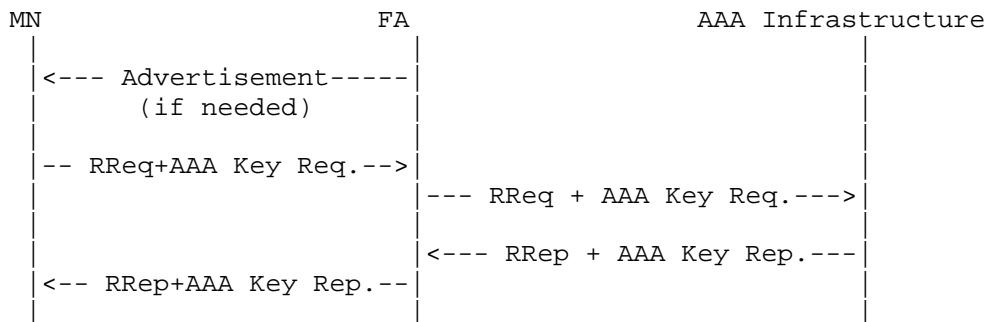 MN FA AAA Infrastructure
<--- Advertisement-----
(if needed)
-- RReq+AAA Key Req.-->
--- RReq + AAA Key Req.--->
<--- RRep + AAA Key Rep.---
<-- RRep+AAA Key Rep.--